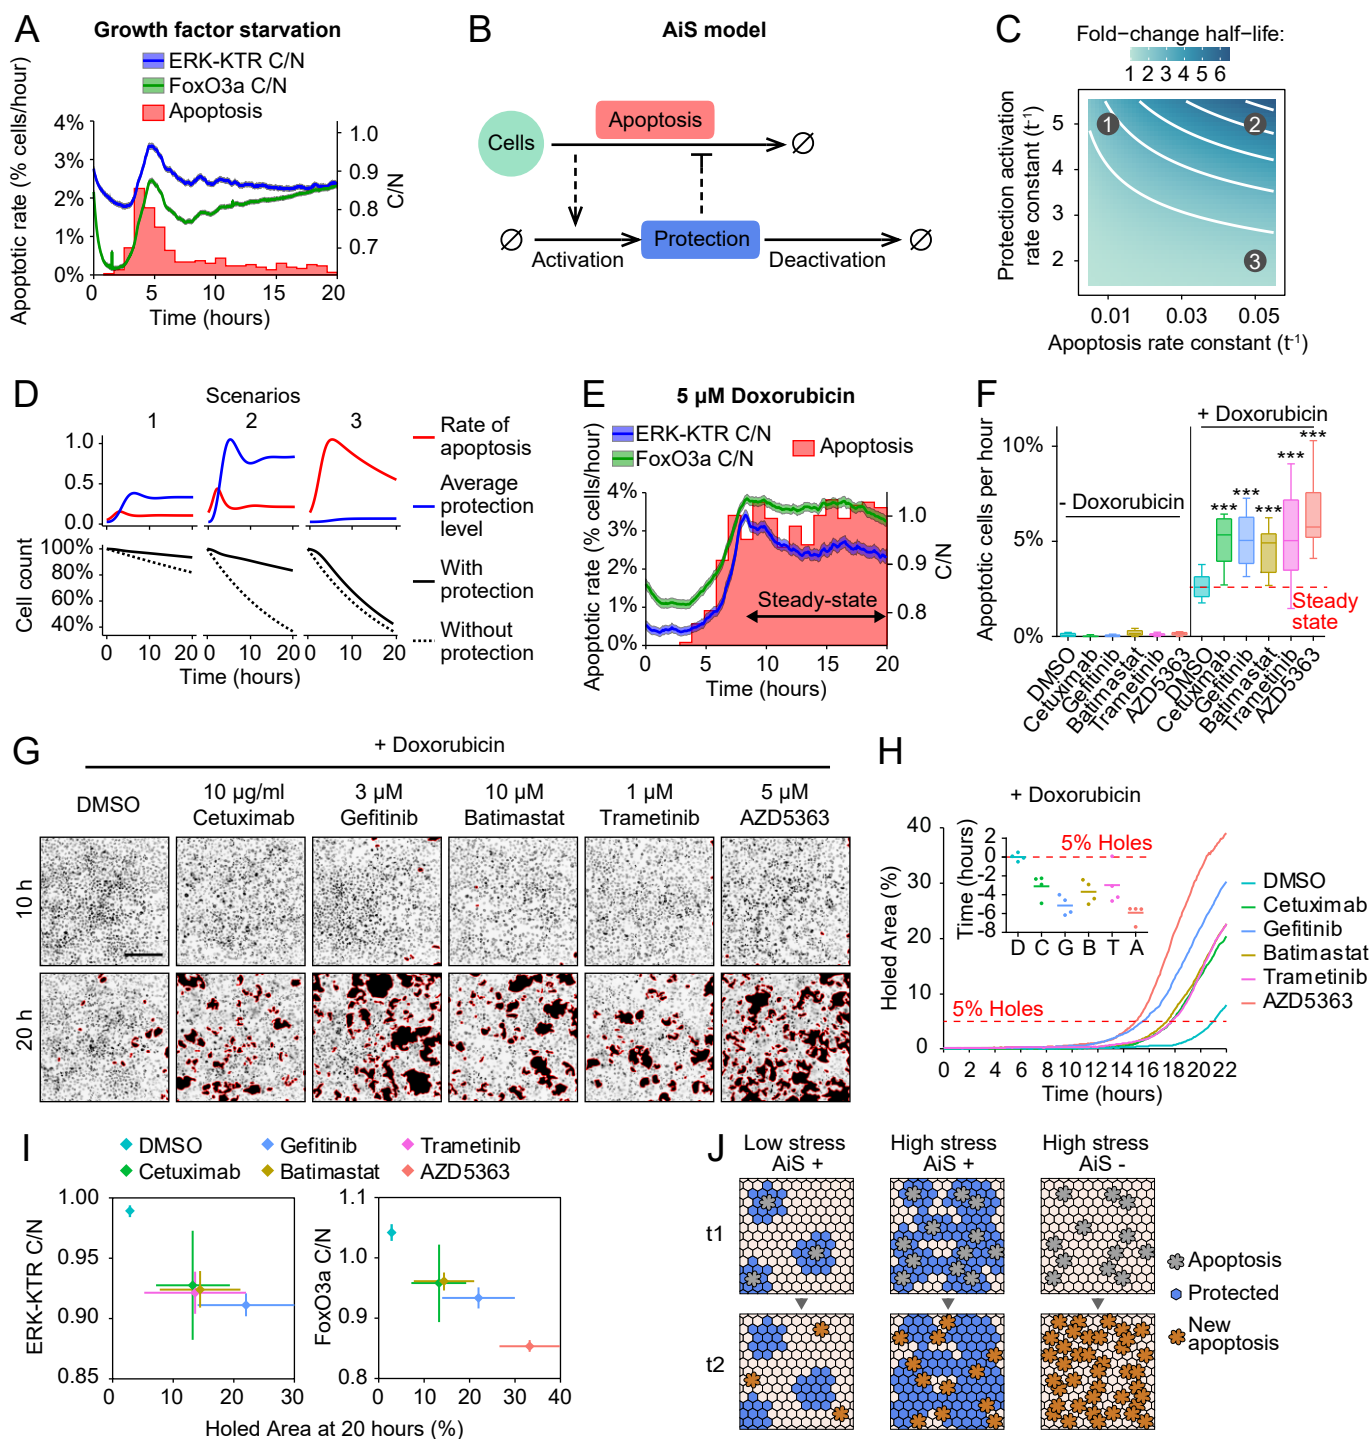 A
Growth factor starvation
ERK-KTR C/N
FoxO3a C/N
Apoptosis
Apoptotic rate (% cells/hour)
4%
3%
2%
1%
0%
1.0
0.9
0.8
0.7
C/N
0 5 10 15 20
Time (hours)
B
AiS model
Cells
Apoptosis
∅
∅
Activation
Protection
Deactivation
∅
C
Fold−change half−life:
1 2 3 4 5 6
Protection activation
rate constant (t⁻¹)
5
4
3
2
1
2
3
0.01 0.03 0.05
Apoptosis rate constant (t⁻¹)
D
Scenarios
1 2 3
1.0
0.5
0.0
Rate of
apoptosis
Average
protection
level
Cell count
100%
80%
60%
40%
With
protection
Without
protection
0 10 20 0 10 20 0 10 20
Time (hours)
E
5 µM Doxorubicin
ERK-KTR C/N
FoxO3a C/N
Apoptosis
Apoptotic rate (% cells/hour)
4%
3%
2%
1%
0%
1.0
0.9
0.8
C/N
Steady-state
0 5 10 15 20
Time (hours)
F
+ Doxorubicin
- Doxorubicin
Apoptotic cells per hour
10%
5%
0%
*** *** *** *** ***
Steady
state
DMSO
Cetuximab
Gefitinib
Batimastat
Trametinib
AZD5363
DMSO
Cetuximab
Gefitinib
Batimastat
Trametinib
AZD5363
G
+ Doxorubicin
DMSO
10 µg/ml
Cetuximab
3 µM
Gefitinib
10 µM
Batimastat
1 µM
Trametinib
5 µM
AZD5363
10 h
20 h
H
+ Doxorubicin
Holed Area (%)
40
30
20
10
0
Time (hours)
2
0
-2
-4
-6
-8
5% Holes
D C G B T A
5% Holes
DMSO
Cetuximab
Gefitinib
Batimastat
Trametinib
AZD5363
0 2 4 6 8 10 12 14 16 18 20 22
Time (hours)
I
DMSO
Gefitinib
Trametinib
Cetuximab
Batimastat
AZD5363
ERK-KTR C/N
1.00
0.95
0.90
0.85
0 10 20 30
FoxO3a C/N
1.1
1.0
0.9
0.8
0 10 20 30 40
Holed Area at 20 hours (%)
J
Low stress
AiS +
High stress
AiS +
High stress
AiS -
t1
t2
Apoptosis
Protected
New
apoptosis